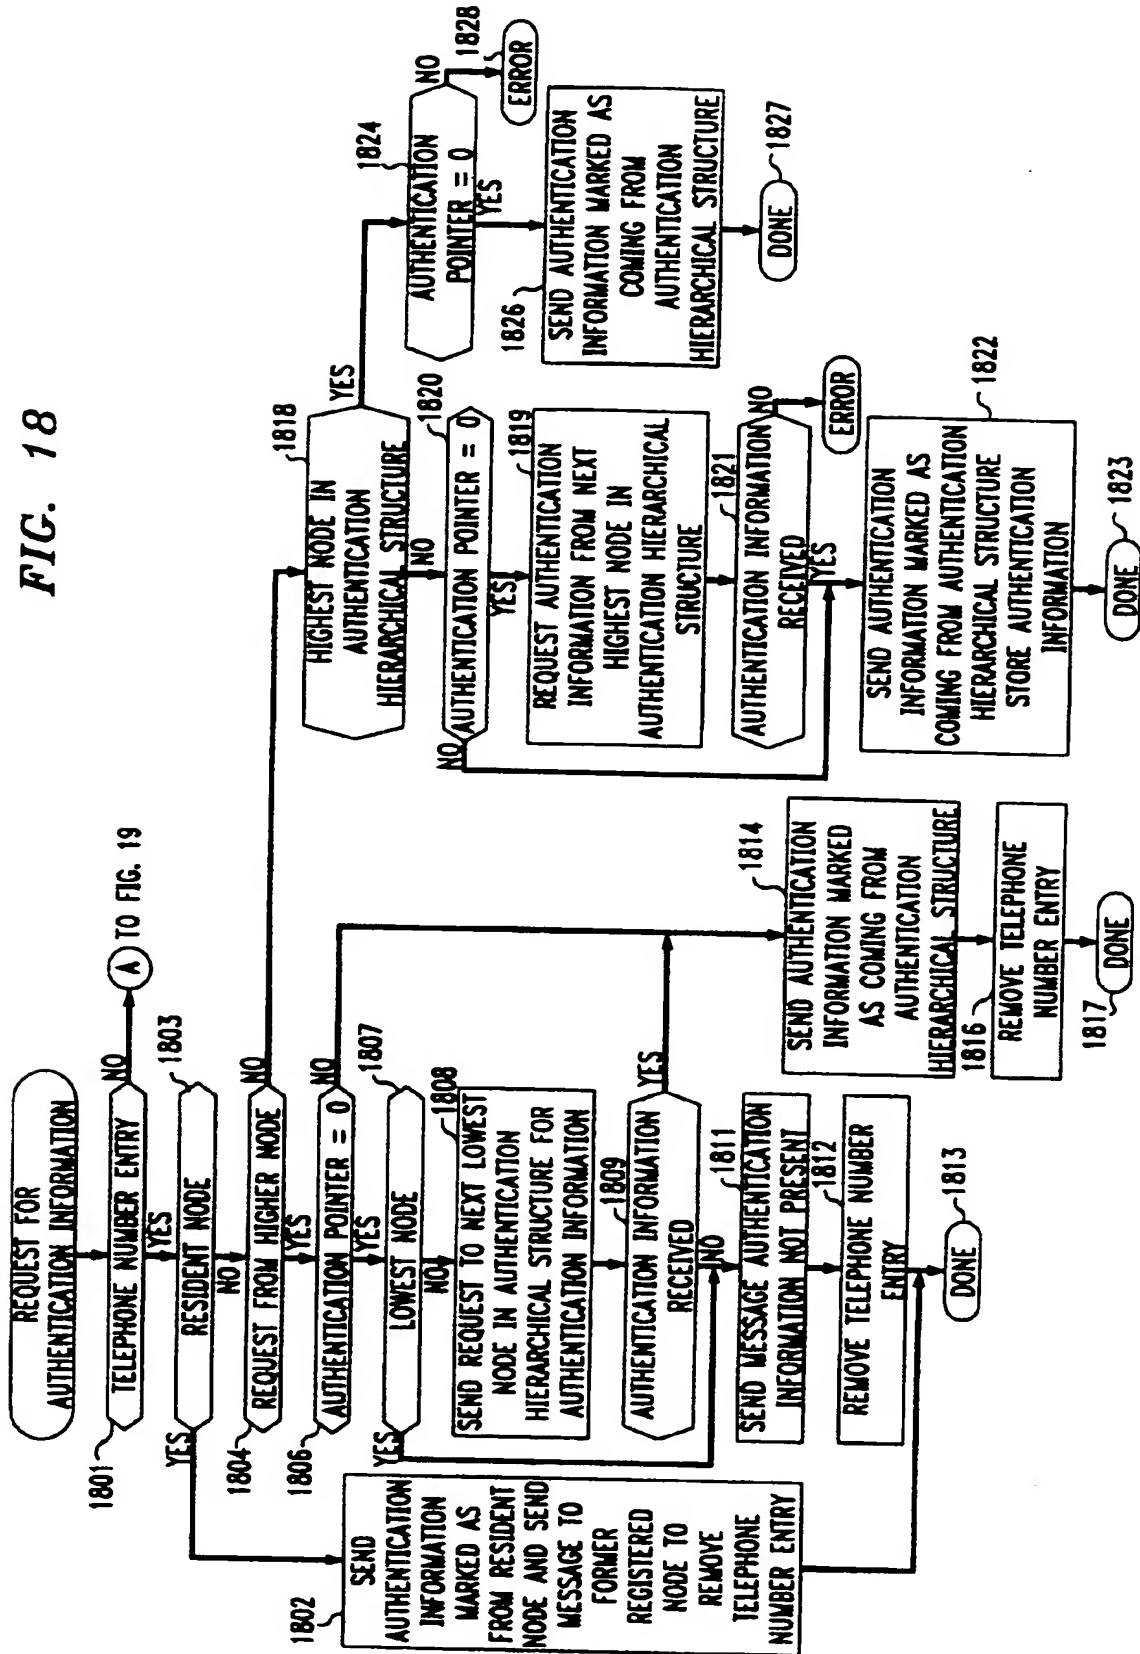 FIG. 18
REQUEST FOR
AUTHENTICATION INFORMATION
1801
TELEPHONE NUMBER ENTRY
NO
A
TO FIG. 19
YES
RESIDENT NODE
1803
YES
NO
1804
REQUEST FROM HIGHER NODE
NO
YES
1806
AUTHENTICATION POINTER = 0
NO
YES
LOWEST NODE
1807
YES
NO
1808
SEND REQUEST TO NEXT LOWEST
NODE IN AUTHENTICATION
HIERARCHICAL STRUCTURE FOR
AUTHENTICATION INFORMATION
1809
AUTHENTICATION INFORMATION
RECEIVED
YES
NO
1811
SEND MESSAGE AUTHENTICATION
INFORMATION NOT PRESENT
1812
REMOVE TELEPHONE NUMBER
ENTRY
DONE
1813
1802
SEND
AUTHENTICATION
INFORMATION
MARKED AS
FROM RESIDENT
NODE AND SEND
MESSAGE TO
FORMER
REGISTERED
NODE TO
REMOVE
TELEPHONE
NUMBER ENTRY
1814
SEND AUTHENTICATION
INFORMATION MARKED
AS COMING FROM
AUTHENTICATION
HIERARCHICAL STRUCTURE
1816
REMOVE TELEPHONE
NUMBER ENTRY
DONE
1817
1818
HIGHEST NODE IN
AUTHENTICATION
HIERARCHICAL STRUCTURE
YES
NO
1820
AUTHENTICATION POINTER = 0
NO
YES
1819
REQUEST AUTHENTICATION
INFORMATION FROM NEXT
HIGHEST NODE IN
AUTHENTICATION HIERARCHICAL
STRUCTURE
1821
AUTHENTICATION INFORMATION
RECEIVED
NO
YES
ERROR
1822
SEND AUTHENTICATION
INFORMATION MARKED AS
COMING FROM AUTHENTICATION
HIERARCHICAL STRUCTURE
STORE AUTHENTICATION
INFORMATION
DONE
1823
1824
AUTHENTICATION
POINTER = 0
NO
1828
ERROR
YES
1826
SEND AUTHENTICATION
INFORMATION MARKED AS
COMING FROM
AUTHENTICATION
HIERARCHICAL STRUCTURE
DONE
1827